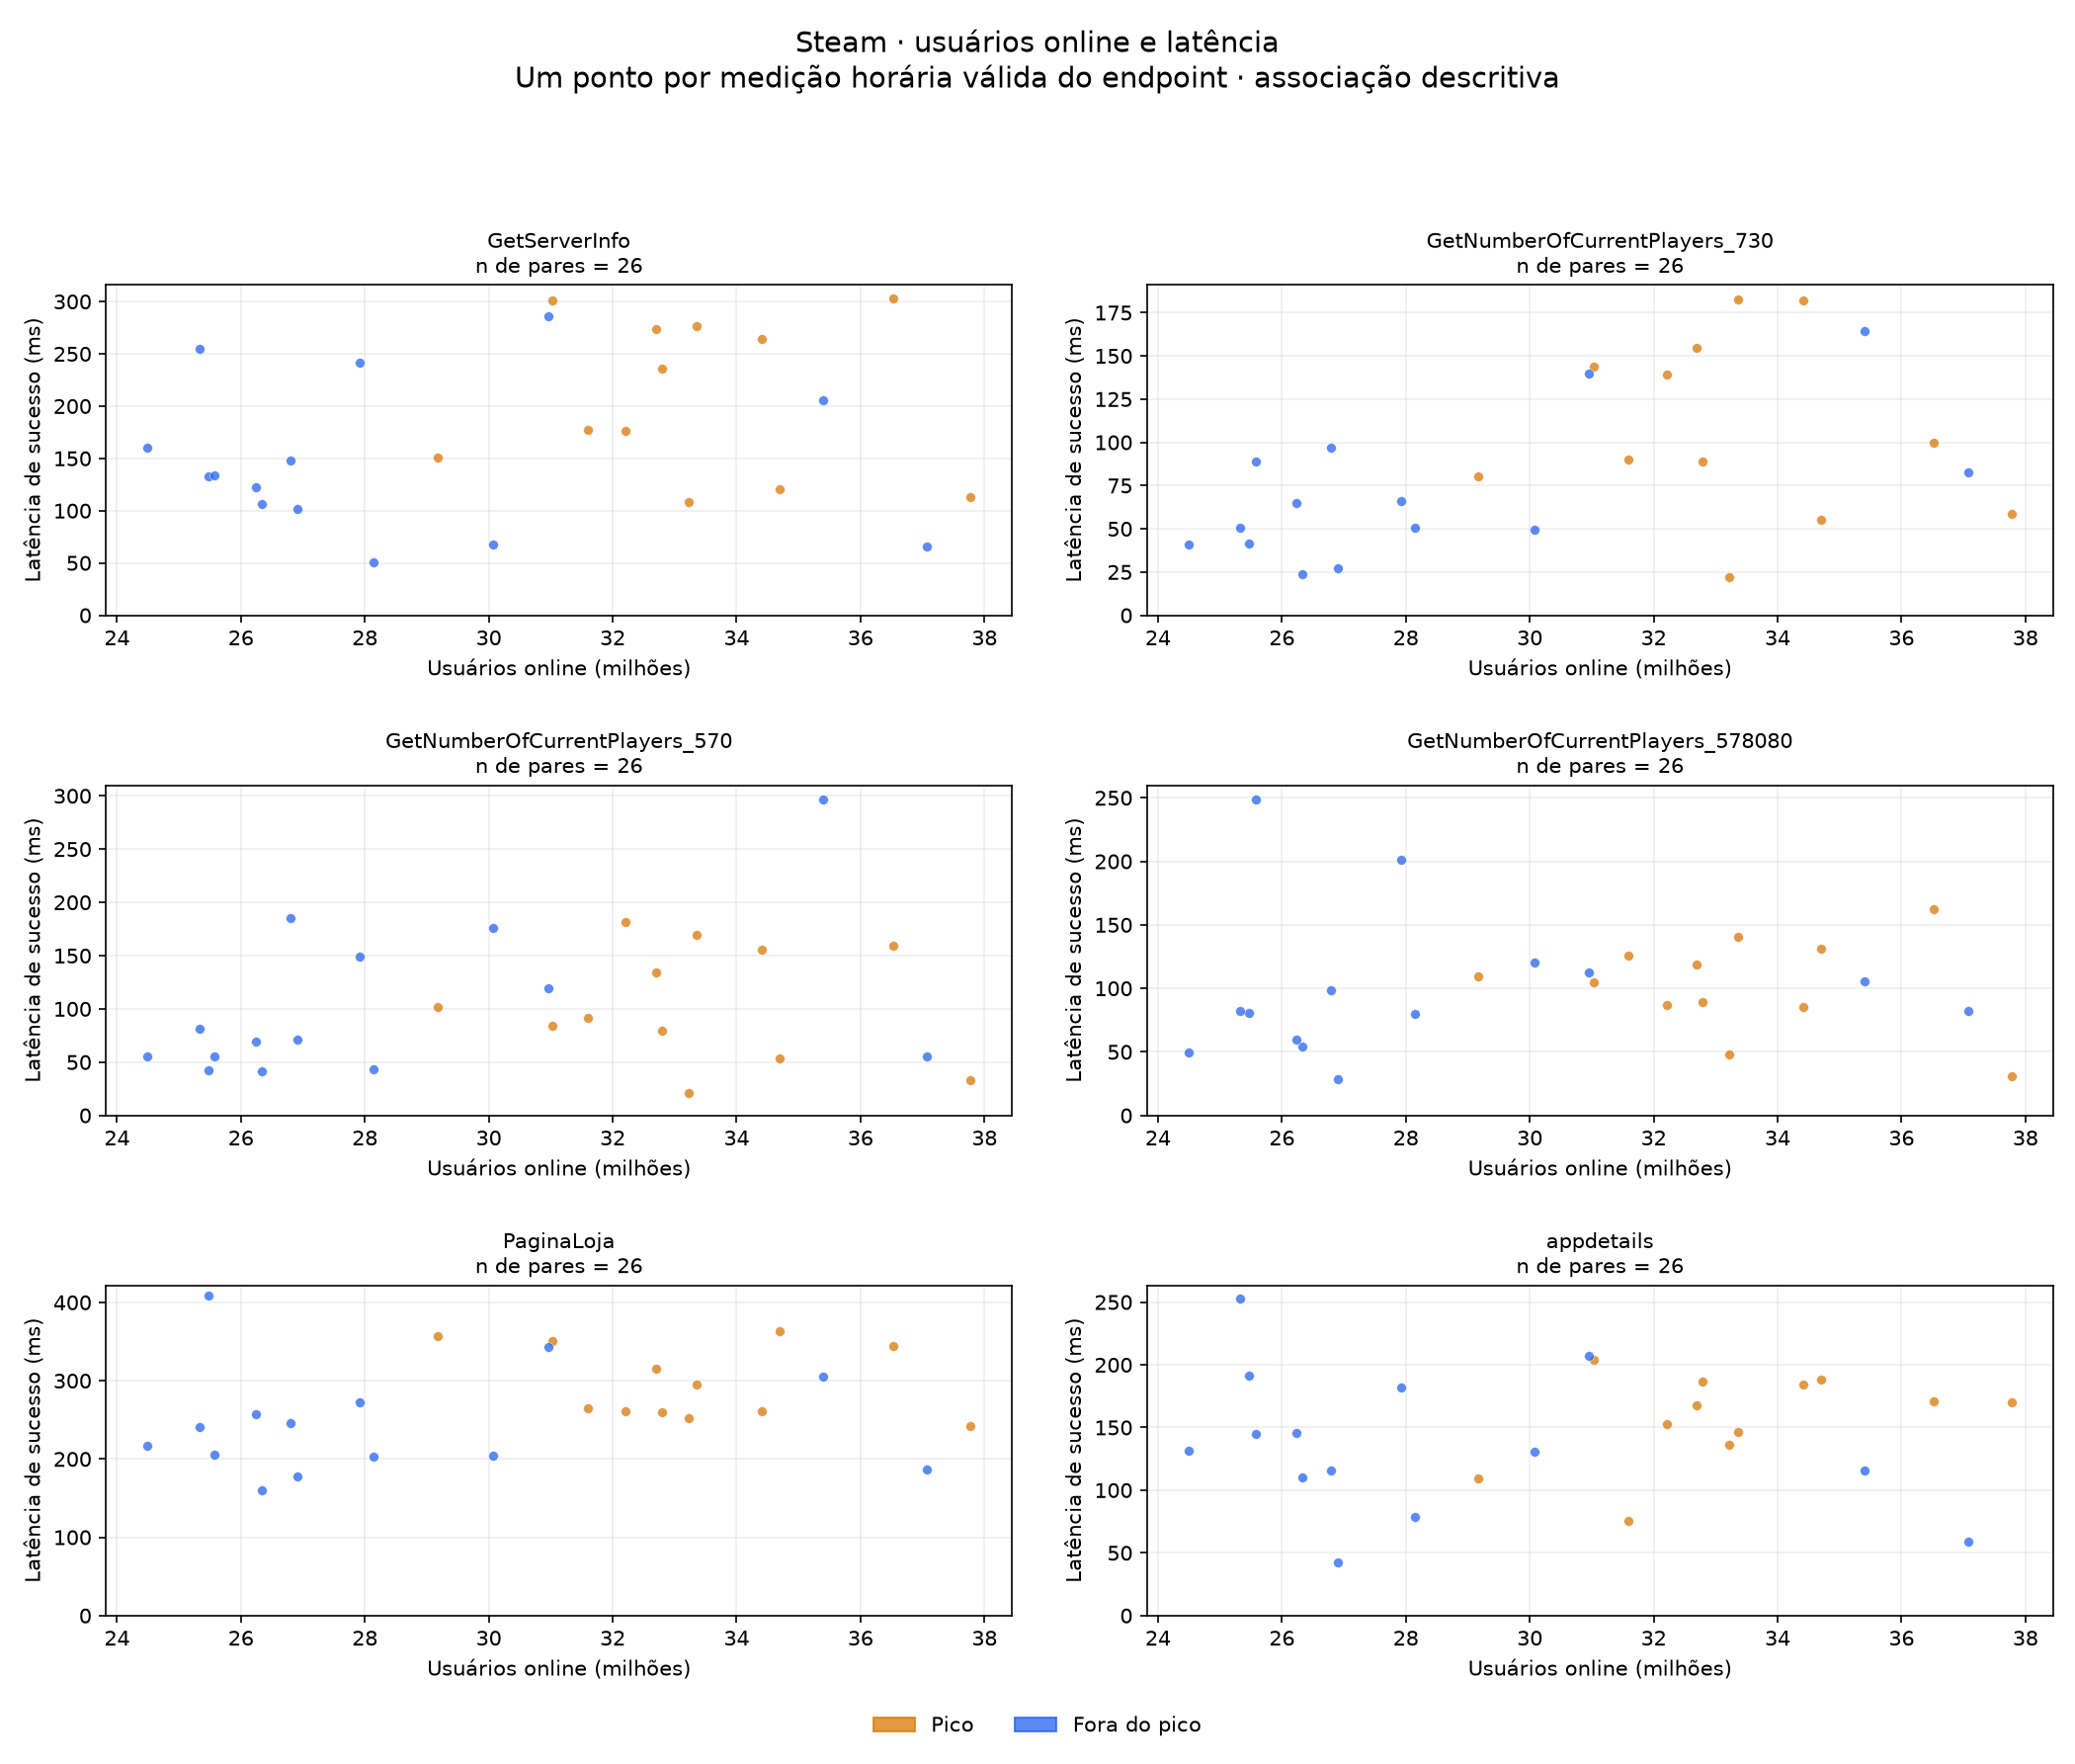 Steam · usuários online e latência
Um ponto por medição horária válida do endpoint · associação descritiva
GetServerInfo
n de pares = 26
Latência de sucesso (ms)
300
250
200
150
100
50
0
24 26 28 30 32 34 36 38
Usuários online (milhões)
GetNumberOfCurrentPlayers_730
n de pares = 26
Latência de sucesso (ms)
175
150
125
100
75
50
25
0
24 26 28 30 32 34 36 38
Usuários online (milhões)
GetNumberOfCurrentPlayers_570
n de pares = 26
Latência de sucesso (ms)
300
250
200
150
100
50
0
24 26 28 30 32 34 36 38
Usuários online (milhões)
GetNumberOfCurrentPlayers_578080
n de pares = 26
Latência de sucesso (ms)
250
200
150
100
50
0
24 26 28 30 32 34 36 38
Usuários online (milhões)
PaginaLoja
n de pares = 26
Latência de sucesso (ms)
400
300
200
100
0
24 26 28 30 32 34 36 38
Usuários online (milhões)
appdetails
n de pares = 26
Latência de sucesso (ms)
250
200
150
100
50
0
24 26 28 30 32 34 36 38
Usuários online (milhões)
Pico Fora do pico